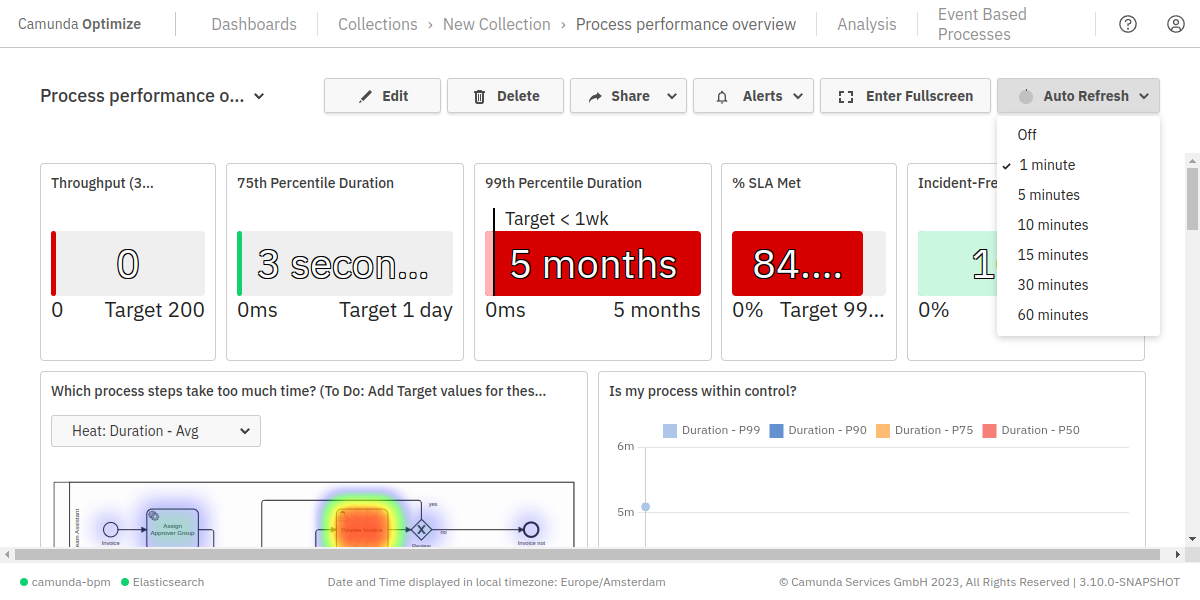 Camunda Optimize
Dashboards
Collections › New Collection › Process performance overview
Analysis
Event Based
Processes
Process performance o...
Edit
Delete
Share
Alerts
Enter Fullscreen
Auto Refresh
Off
1 minute
5 minutes
10 minutes
15 minutes
30 minutes
60 minutes
Throughput (3...
0
0 Target 200
75th Percentile Duration
3 secon...
0ms Target 1 day
99th Percentile Duration
Target < 1wk
5 months
0ms 5 months
% SLA Met
84....
0% Target 99...
Incident-Fre
1
0%
Which process steps take too much time? (To Do: Add Target values for thes...
Heat: Duration - Avg
eam Assistant
Invoice
Assign
Approver Group
yes
no
Invoice not
Is my process within control?
Duration - P99 Duration - P90 Duration - P75 Duration - P50
6m
5m
camunda-bpm Elasticsearch
Date and Time displayed in local timezone: Europe/Amsterdam
© Camunda Services GmbH 2023, All Rights Reserved | 3.10.0-SNAPSHOT